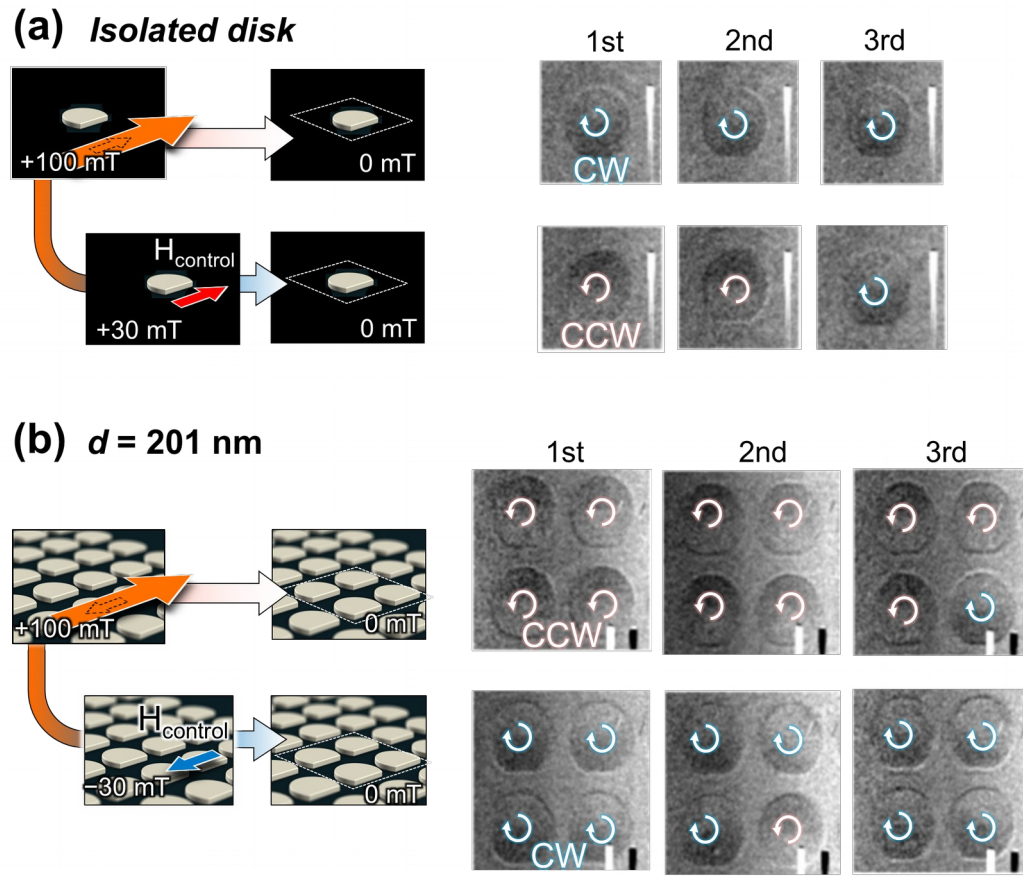 (a) Isolated disk
1st 2nd 3rd
+100 mT
0 mT
CW
Hcontrol
+30 mT
0 mT
CCW
(b) d = 201 nm
1st 2nd 3rd
+100 mT
0 mT
CCW
Hcontrol
−30 mT
0 mT
CW